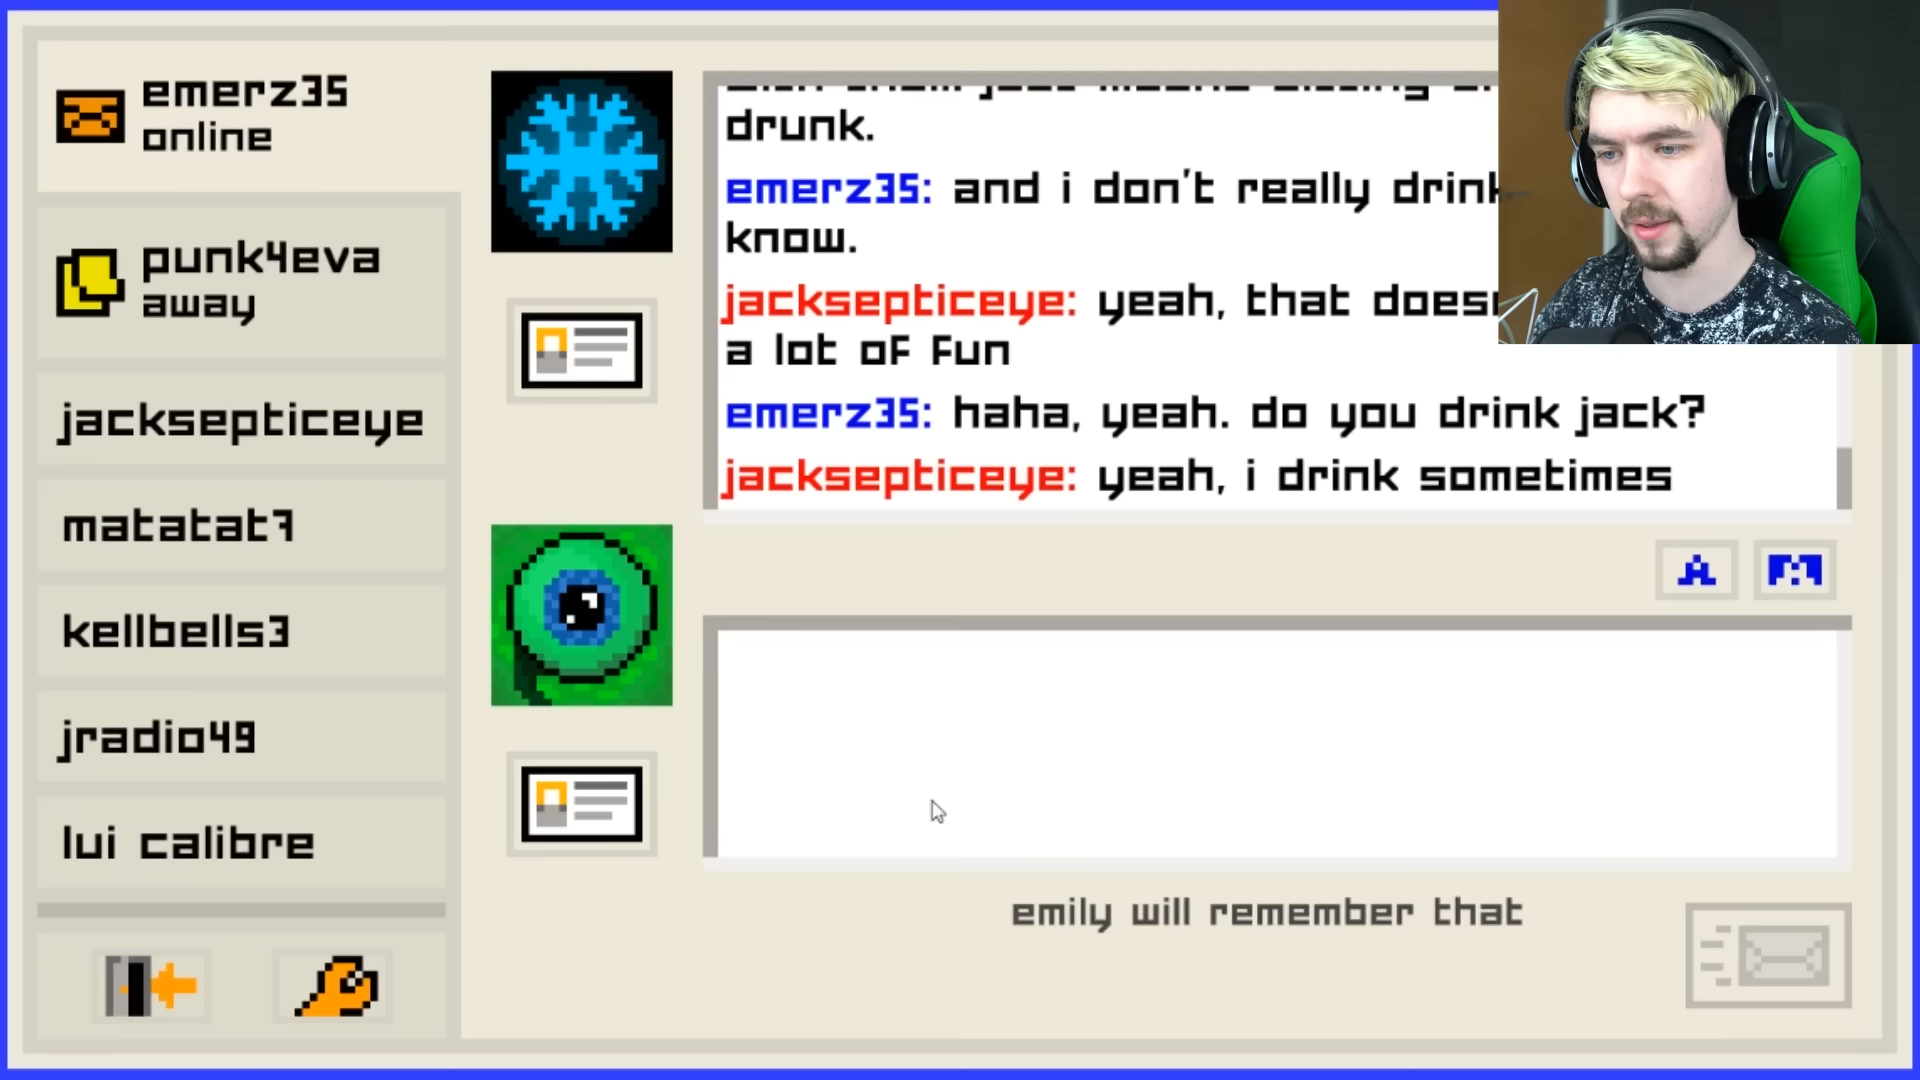 emerz35
online
punk4eva
away
jacksepticeye
matatat7
kellbells3
jradio49
lui calibre
drunk.
emerz35: and i don't really drink
know.
jacksepticeye: yeah, that
a lot of fun
emerz35: haha, yeah. do you drink jack?
jacksepticeye: yeah, i drink sometimes
A M
emily will remember that